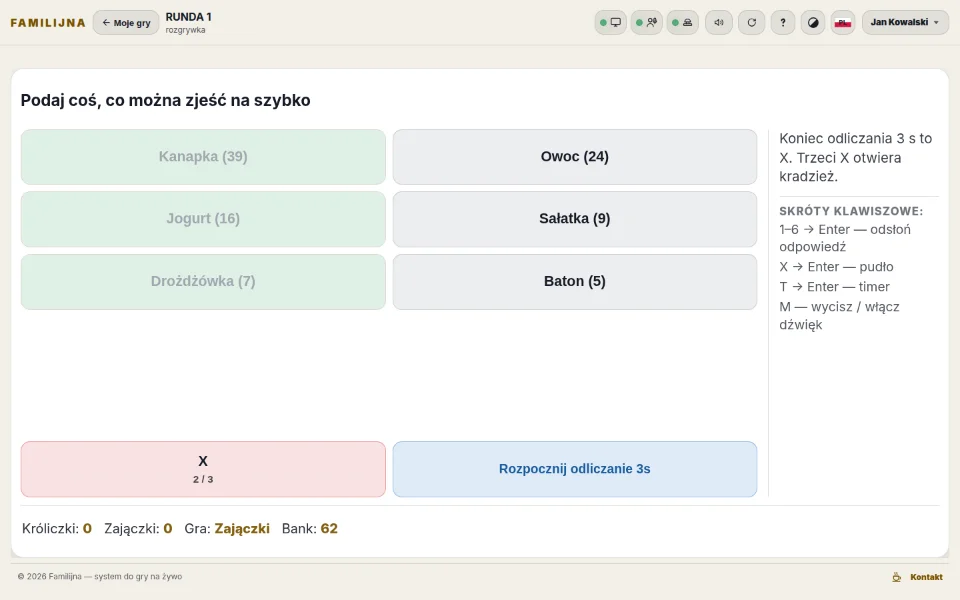 FAMILIJNA
← Moje gry
RUNDA 1
rozgrywka
?
PL
Jan Kowalski
Podaj coś, co można zjeść na szybko
Kanapka (39)
Owoc (24)
Jogurt (16)
Sałatka (9)
Drożdżówka (7)
Baton (5)
X
2 / 3
Rozpocznij odliczanie 3s
Koniec odliczania 3 s to
X. Trzeci X otwiera
kradzież.
SKRÓTY KLAWISZOWE:
1–6 → Enter — odsłoń
odpowiedź
X → Enter — pudło
T → Enter — timer
M — wycisz / włącz
dźwięk
Króliczki: 0 Zajączki: 0 Gra: Zajączki Bank: 62
© 2026 Familijna — system do gry na żywo
Kontakt